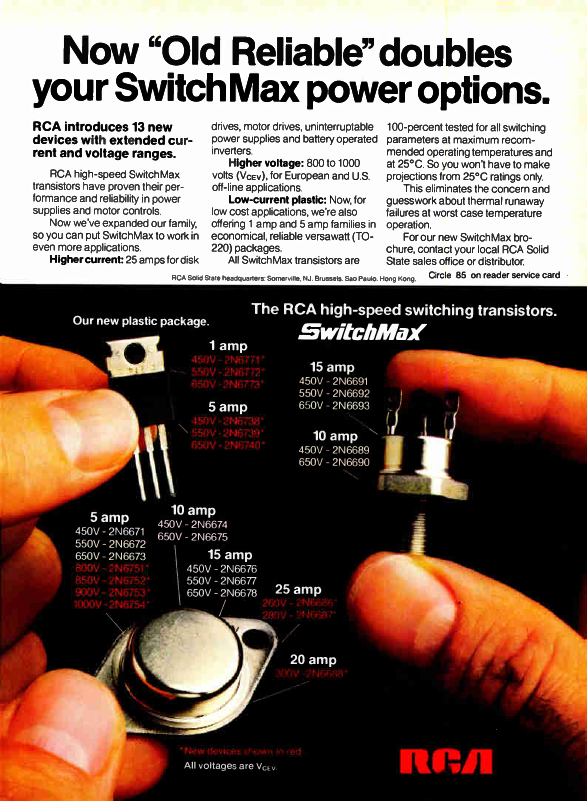 Now “Old Reliable” doubles
your SwitchMax power options.
RCA introduces 13 new
devices with extended cur-
rent and voltage ranges.
RCA high-speed SwitchMax
transistors have proven their per-
formance and reliability in power
supplies and motor controls.
Now we've expanded our family,
so you can put SwitchMax to work in
even more applications.
Higher current: 25 amps for disk
drives, motor drives, uninterruptable
power supplies and battery operated
inverters.
Higher voltage: 800 to 1000
volts (VCEV), for European and U.S.
off-line applications.
Low-current plastic: Now, for
low cost applications, we're also
offering 1 amp and 5 amp families in
economical, reliable versawatt (TO-
220) packages.
All SwitchMax transistors are
100-percent tested for all switching
parameters at maximum recom-
mended operating temperatures and
at 25°C. So you won't have to make
projections from 25°C ratings only.
This eliminates the concern and
guesswork about thermal runaway
failures at worst case temperature
operation.
For our new SwitchMax bro-
chure, contact your local RCA Solid
State sales office or distributor.
RCA Solid State headquarters: Somerville, NJ. Brussels. Sao Paulo. Hong Kong.
Circle 85 on reader service card
The RCA high-speed switching transistors.
SwitchMax
Our new plastic package.
1 amp
450V - 2N6771*
550V - 2N6772*
650V - 2N6773*
5 amp
450V - 2N6738*
550V - 2N6739*
650V - 2N6740*
15 amp
450V - 2N6691
550V - 2N6692
650V - 2N6693
10 amp
450V - 2N6689
650V - 2N6690
5 amp
450V - 2N6671
550V - 2N6672
650V - 2N6673
800V - 2N6751*
850V - 2N6752*
900V - 2N6753*
1000V - 2N6754*
10 amp
450V - 2N6674
650V - 2N6675
15 amp
450V - 2N6676
550V - 2N6677
650V - 2N6678
25 amp
260V - 2N6686*
280V - 2N6687*
20 amp
300V - 2N6688*
*New devices shown in red
All voltages are VCEV.
RCA